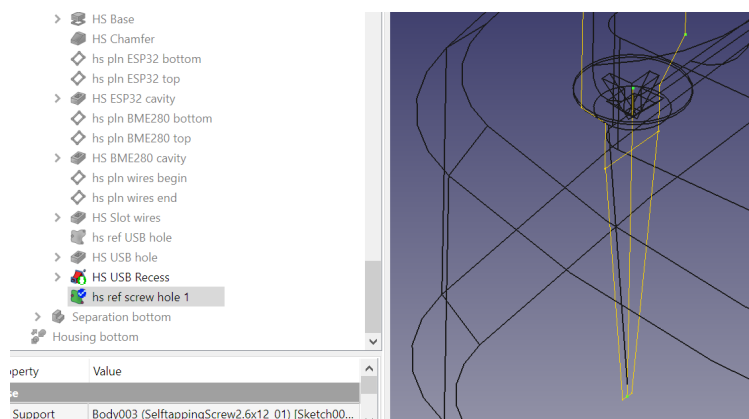 HS Base
HS Chamfer
hs pln ESP32 bottom
hs pln ESP32 top
HS ESP32 cavity
hs pln BME280 bottom
hs pln BME280 top
HS BME280 cavity
hs pln wires begin
hs pln wires end
HS Slot wires
hs ref USB hole
HS USB hole
HS USB Recess
hs ref screw hole 1
Separation bottom
Housing bottom
operty Value
se
Support Body003 (SelftappingScrew2.6x12_01) [Sketch00...